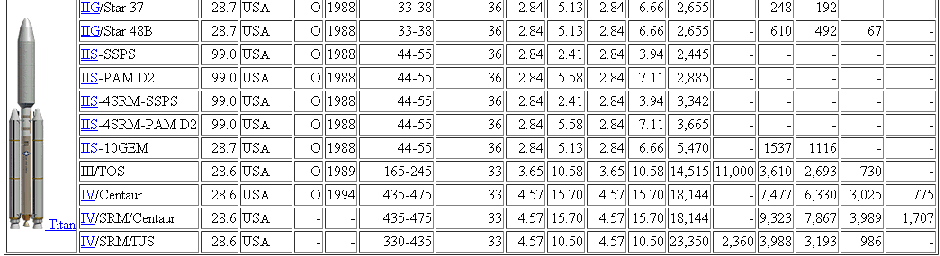 IIG/Star 37 28.7 USA O 1988 33-38 36 2.84 5.13 2.84 6.66 2,655 248 192
IIG/Star 48B 28.7 USA O 1988 33-38 36 2.84 5.13 2.84 6.66 2,655 - 610 492 67 -
IIS-SSPS 99.0 USA O 1988 44-55 36 2.84 2.41 2.84 3.94 2,445 - - - - -
IIS-PAM D2 99.0 USA O 1988 44-55 36 2.84 5.58 2.84 7.11 2,885 - - - - -
IIS-4SRM-SSPS 99.0 USA O 1988 44-55 36 2.84 2.41 2.84 3.94 3,342 - - - - -
IIS-4SRM-PAM D2 99.0 USA O 1988 44-55 36 2.84 5.58 2.84 7.11 3,665 - - - - -
IIS-10GEM 28.7 USA O 1988 44-55 36 2.84 5.13 2.84 6.66 5,470 - 1537 1116 - -
III/TOS 28.6 USA O 1989 165-245 33 3.65 10.58 3.65 10.58 14,515 11,000 3,610 2,693 730 -
IV/Centaur 28.6 USA O 1994 435-475 33 4.57 15.70 4.57 15.70 18,144 - 7,477 6,330 3,025 775
Titan IV/SRM/Centaur 28.6 USA - - 435-475 33 4.57 15.70 4.57 15.70 18,144 - 9,323 7,867 3,989 1,707
IV/SRM/IUS 28.6 USA - - 330-435 33 4.57 10.50 4.57 10.50 23,350 2,360 3,988 3,193 986 -